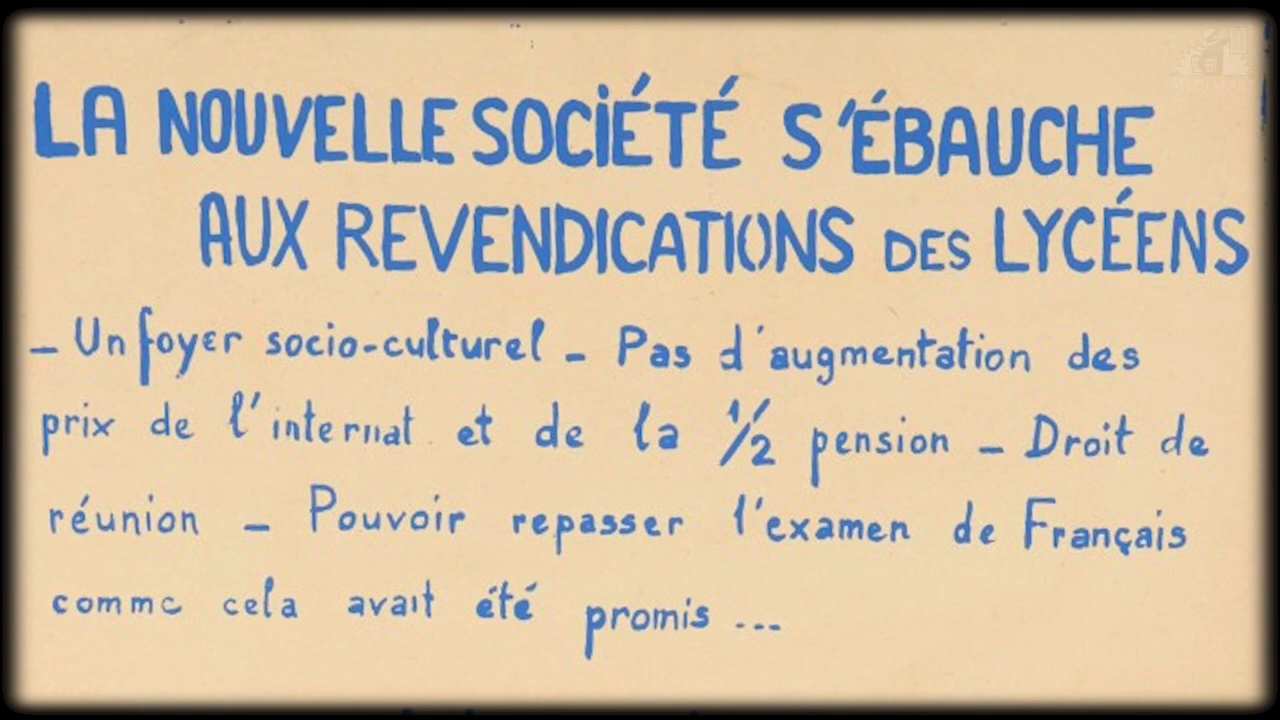 LA NOUVELLE SOCIÉTÉ S'ÉBAUCHE
AUX REVENDICATIONS DES LYCÉENS
_ Un foyer socio-culturel _ Pas d'augmentation des
prix de l'internat et de la 1/2 pension _ Droit de
réunion _ Pouvoir repasser l'examen de Français
comme cela avait été promis ...